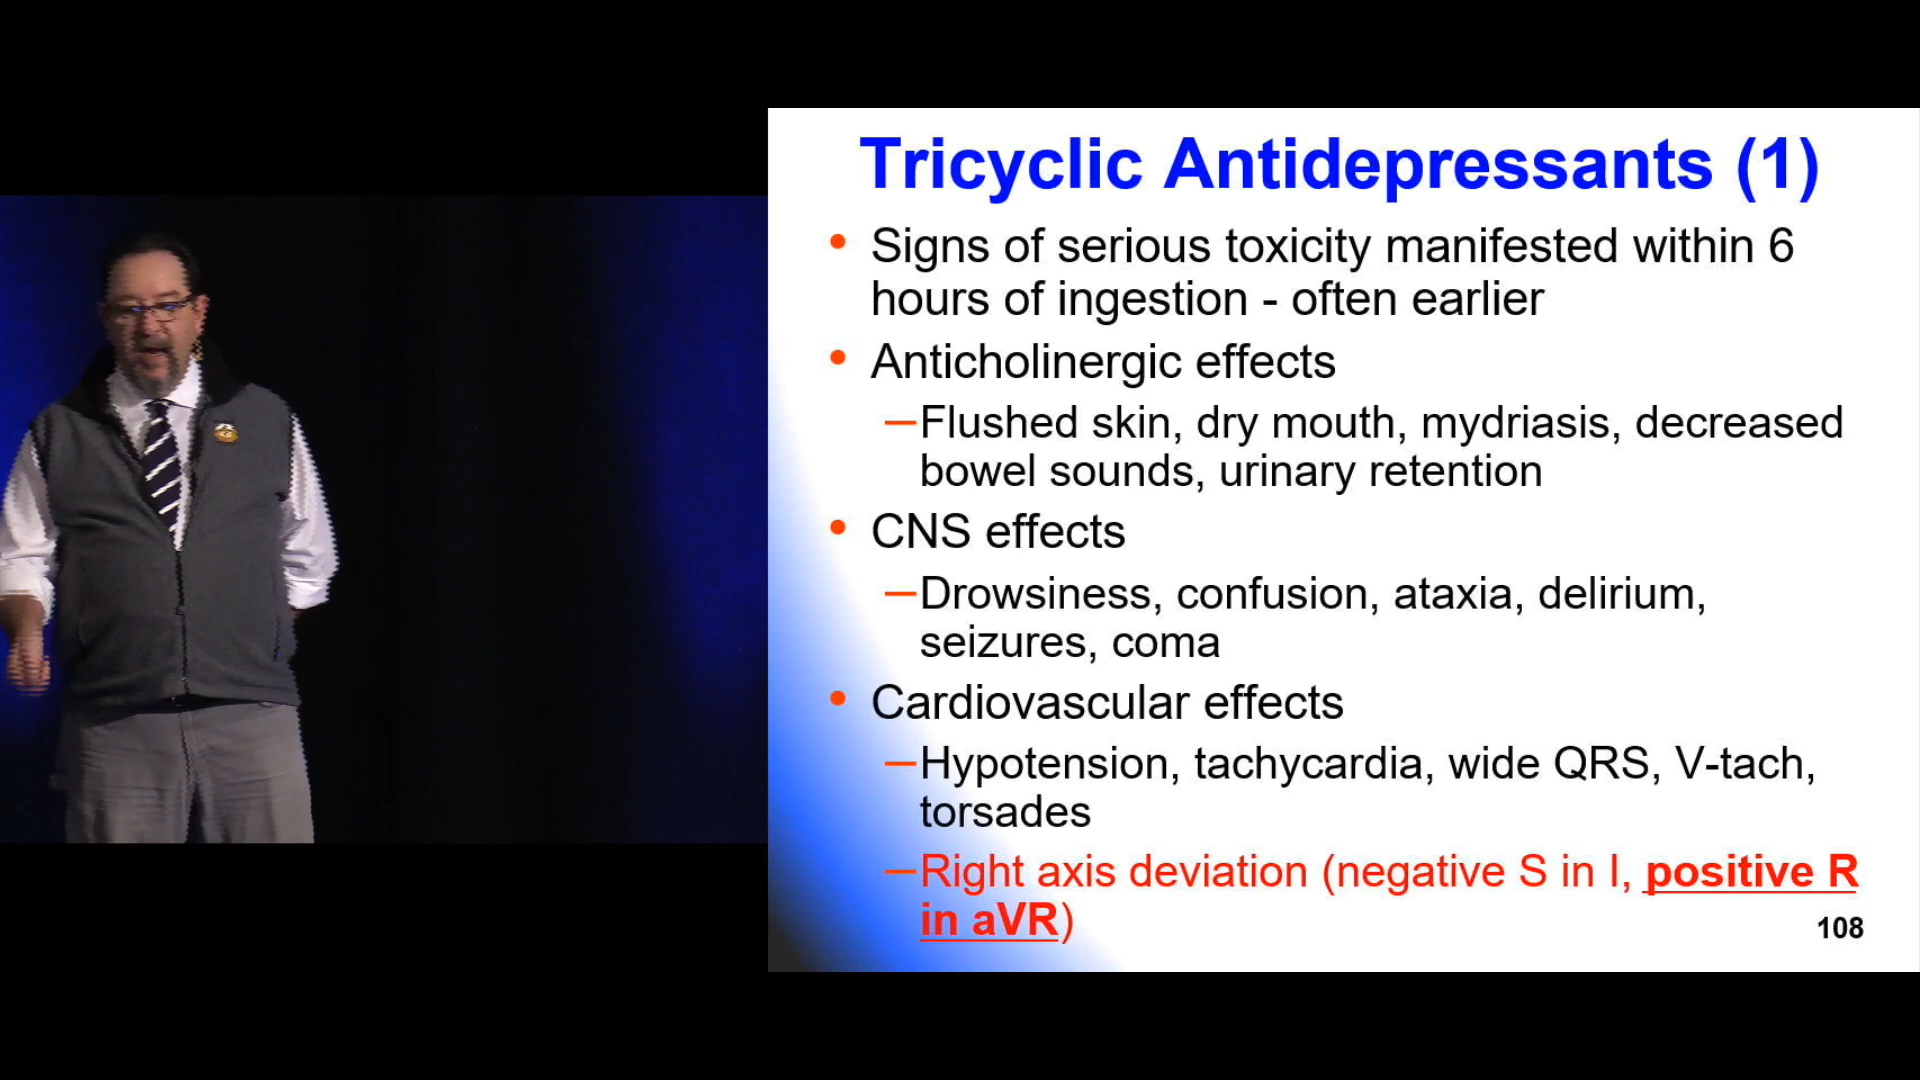 Tricyclic Antidepressants (1)
• Signs of serious toxicity manifested within 6
hours of ingestion - often earlier
• Anticholinergic effects
–Flushed skin, dry mouth, mydriasis, decreased
bowel sounds, urinary retention
• CNS effects
–Drowsiness, confusion, ataxia, delirium,
seizures, coma
• Cardiovascular effects
–Hypotension, tachycardia, wide QRS, V-tach,
torsades
–Right axis deviation (negative S in I, positive R
in aVR)
108